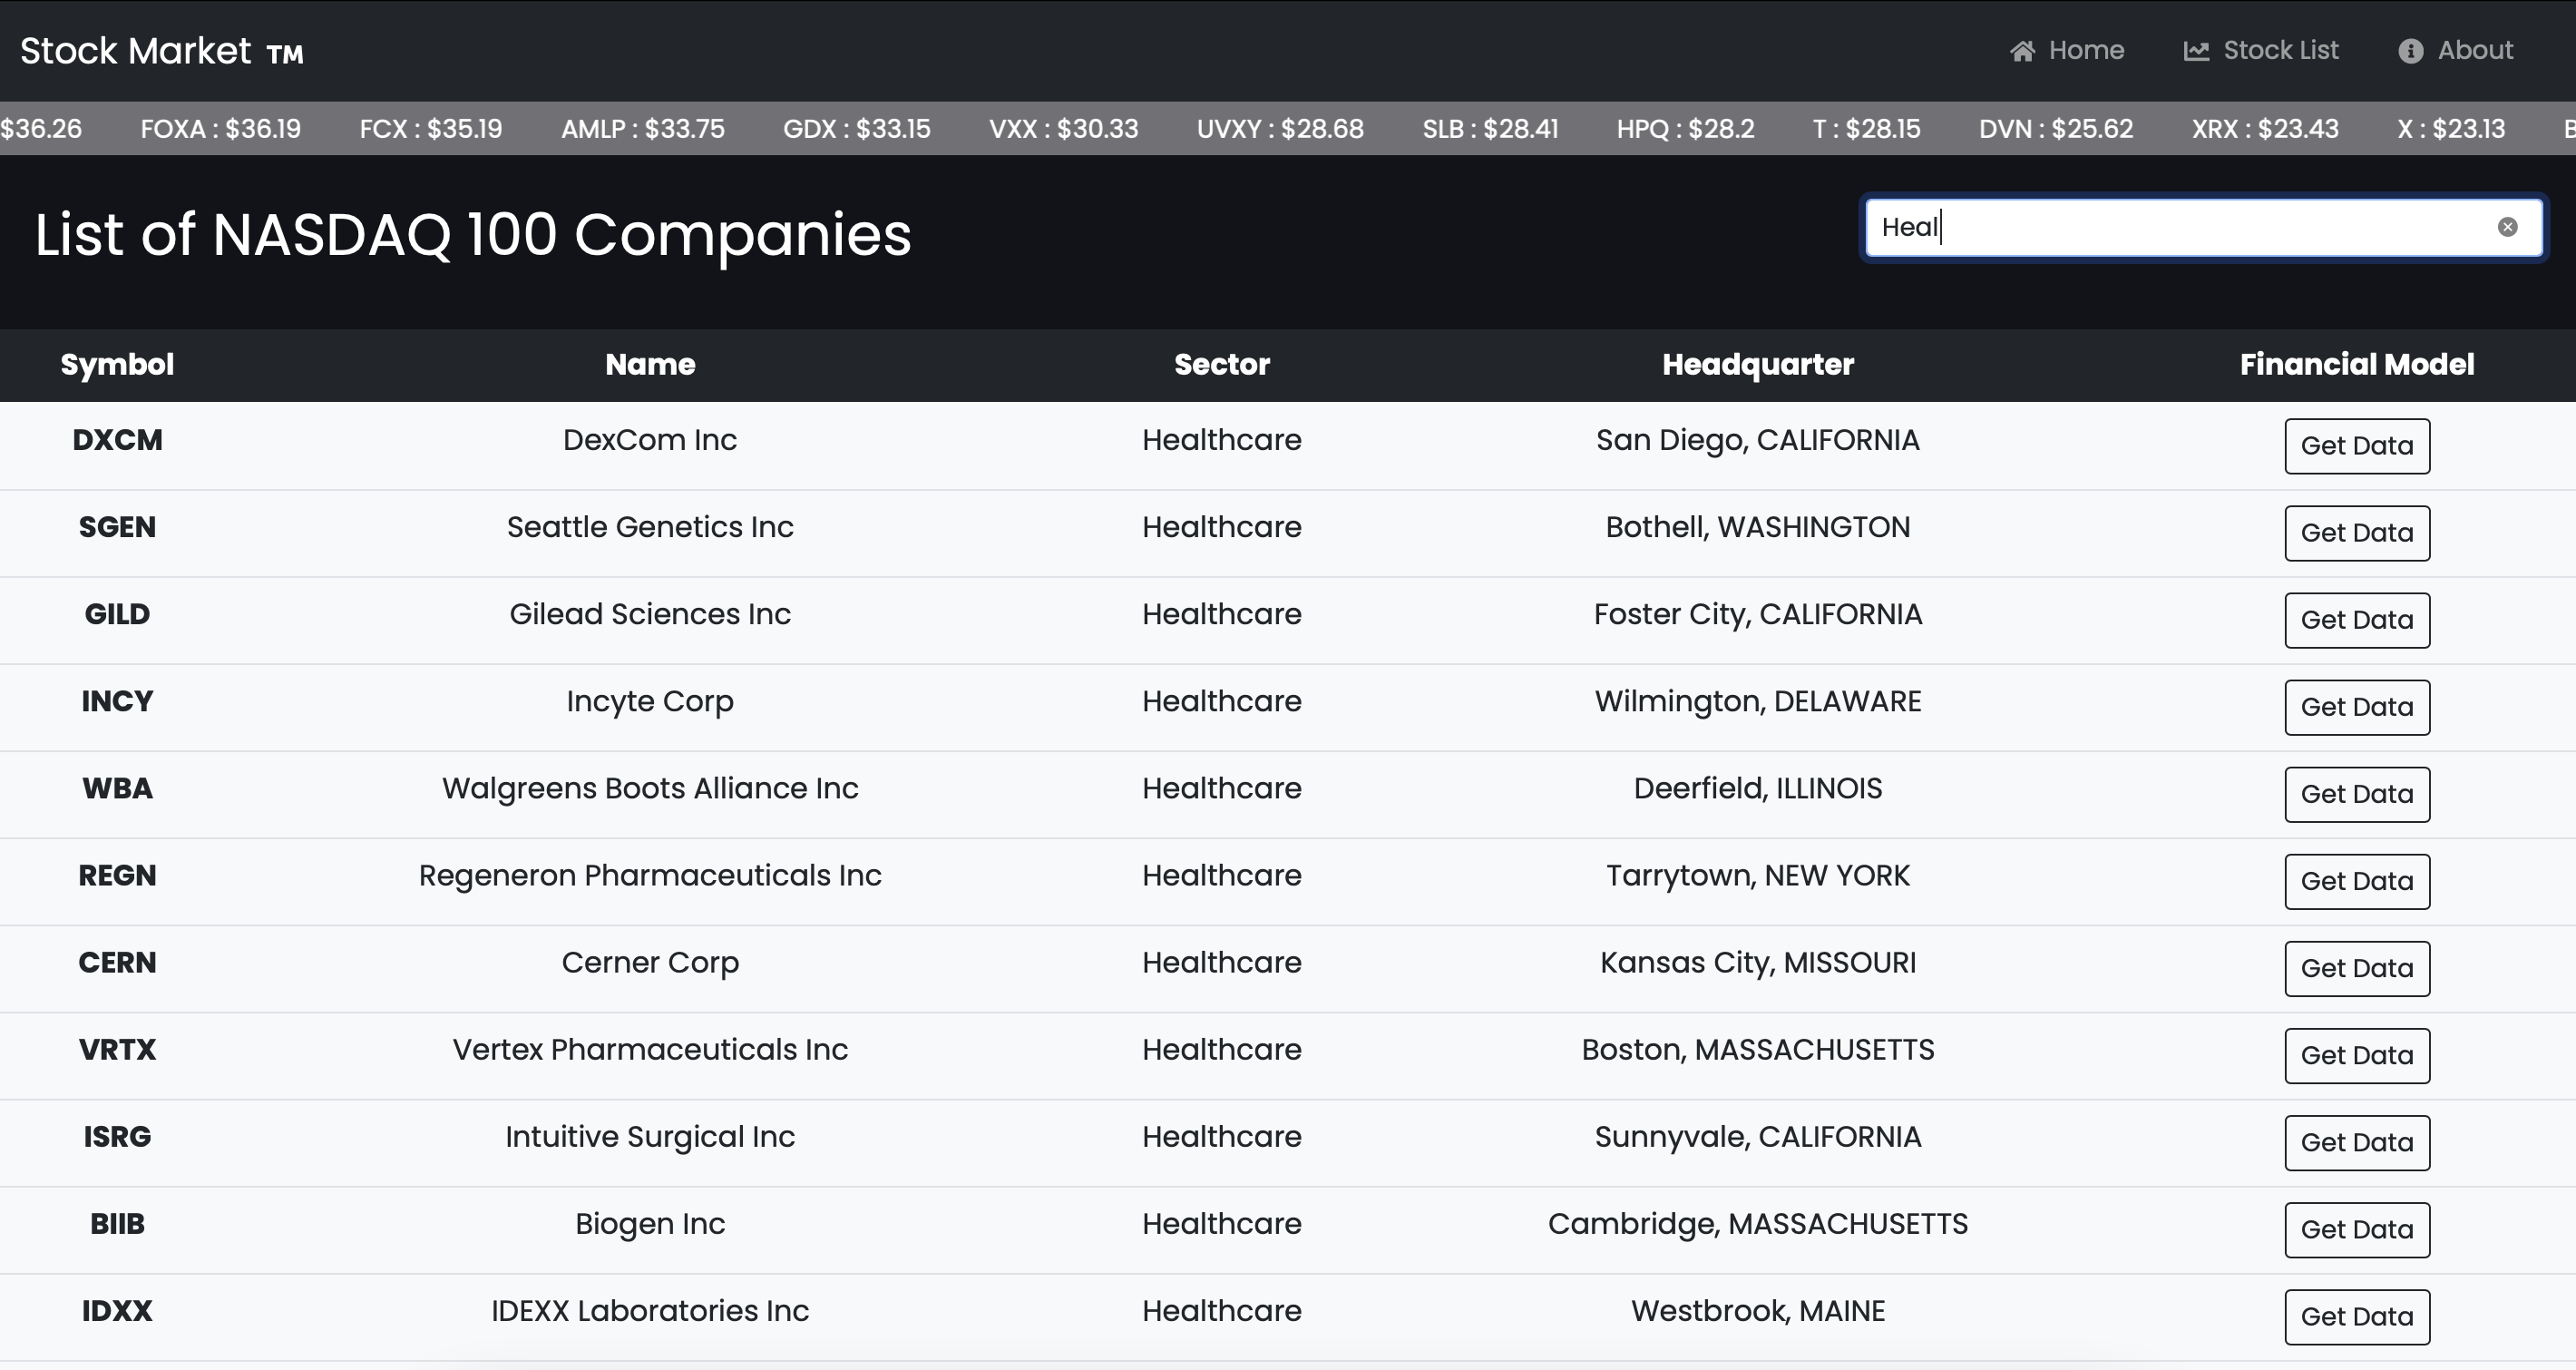 Stock Market ™ Home Stock List About
$36.26 FOXA : $36.19 FCX : $35.19 AMLP : $33.75 GDX : $33.15 VXX : $30.33 UVXY : $28.68 SLB : $28.41 HPQ : $28.2 T : $28.15 DVN : $25.62 XRX : $23.43 X : $23.13
List of NASDAQ 100 Companies Heal
Symbol Name Sector Headquarter Financial Model
DXCM DexCom Inc Healthcare San Diego, CALIFORNIA Get Data
SGEN Seattle Genetics Inc Healthcare Bothell, WASHINGTON Get Data
GILD Gilead Sciences Inc Healthcare Foster City, CALIFORNIA Get Data
INCY Incyte Corp Healthcare Wilmington, DELAWARE Get Data
WBA Walgreens Boots Alliance Inc Healthcare Deerfield, ILLINOIS Get Data
REGN Regeneron Pharmaceuticals Inc Healthcare Tarrytown, NEW YORK Get Data
CERN Cerner Corp Healthcare Kansas City, MISSOURI Get Data
VRTX Vertex Pharmaceuticals Inc Healthcare Boston, MASSACHUSETTS Get Data
ISRG Intuitive Surgical Inc Healthcare Sunnyvale, CALIFORNIA Get Data
BIIB Biogen Inc Healthcare Cambridge, MASSACHUSETTS Get Data
IDXX IDEXX Laboratories Inc Healthcare Westbrook, MAINE Get Data